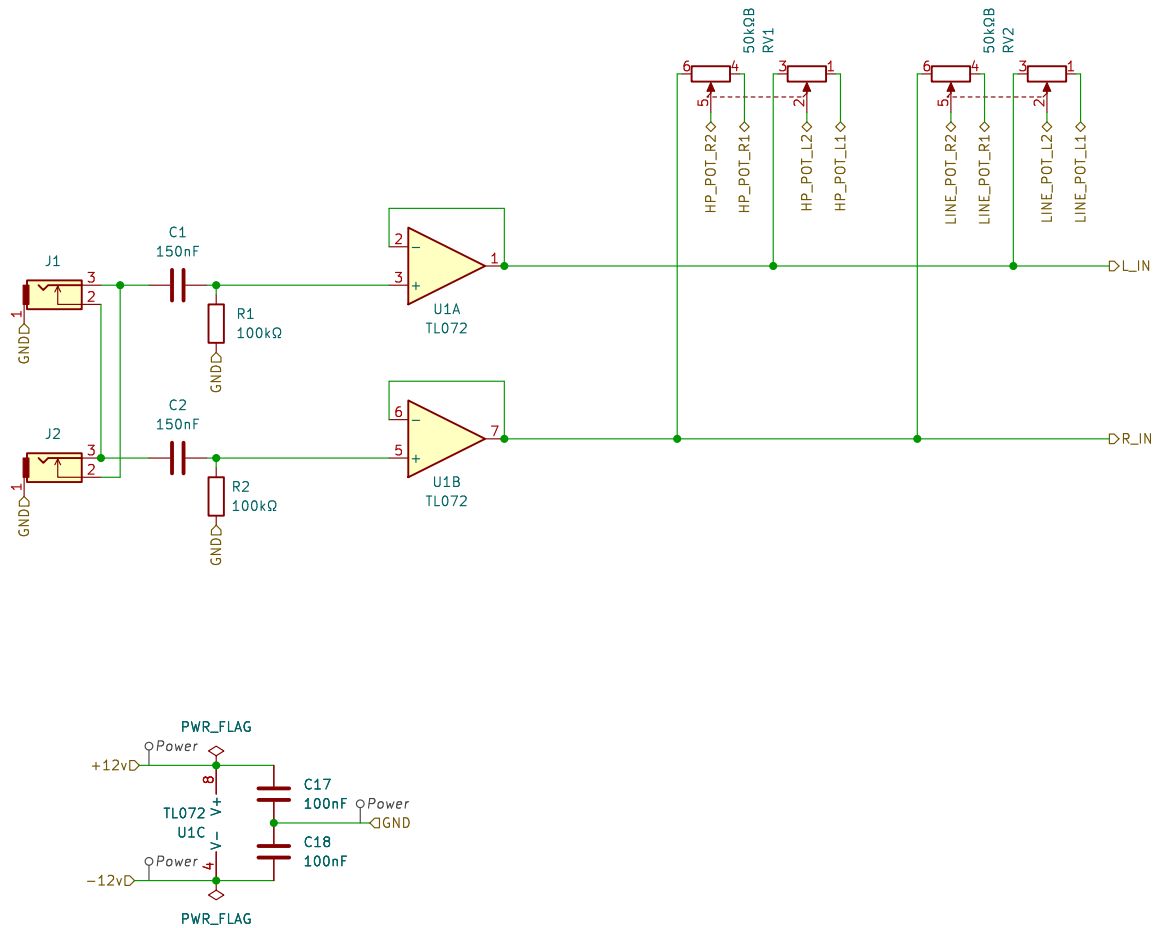 50kΩB
RV1
50kΩB
RV2
6
4
3
1
6
4
3
1
5
2
5
2
HP_POT_R2
HP_POT_R1
HP_POT_L2
HP_POT_L1
LINE_POT_R2
LINE_POT_R1
LINE_POT_L2
LINE_POT_L1
C1
150nF
J1
3
2
1
GND
R1
100kΩ
GND
2
3
1
−
+
U1A
TL072
L_IN
C2
150nF
J2
3
2
1
GND
R2
100kΩ
GND
6
5
7
−
+
U1B
TL072
R_IN
PWR_FLAG
Power
+12v
8
V+
TL072
U1C
V−
4
C17
100nF
Power
GND
C18
100nF
Power
−12v
PWR_FLAG